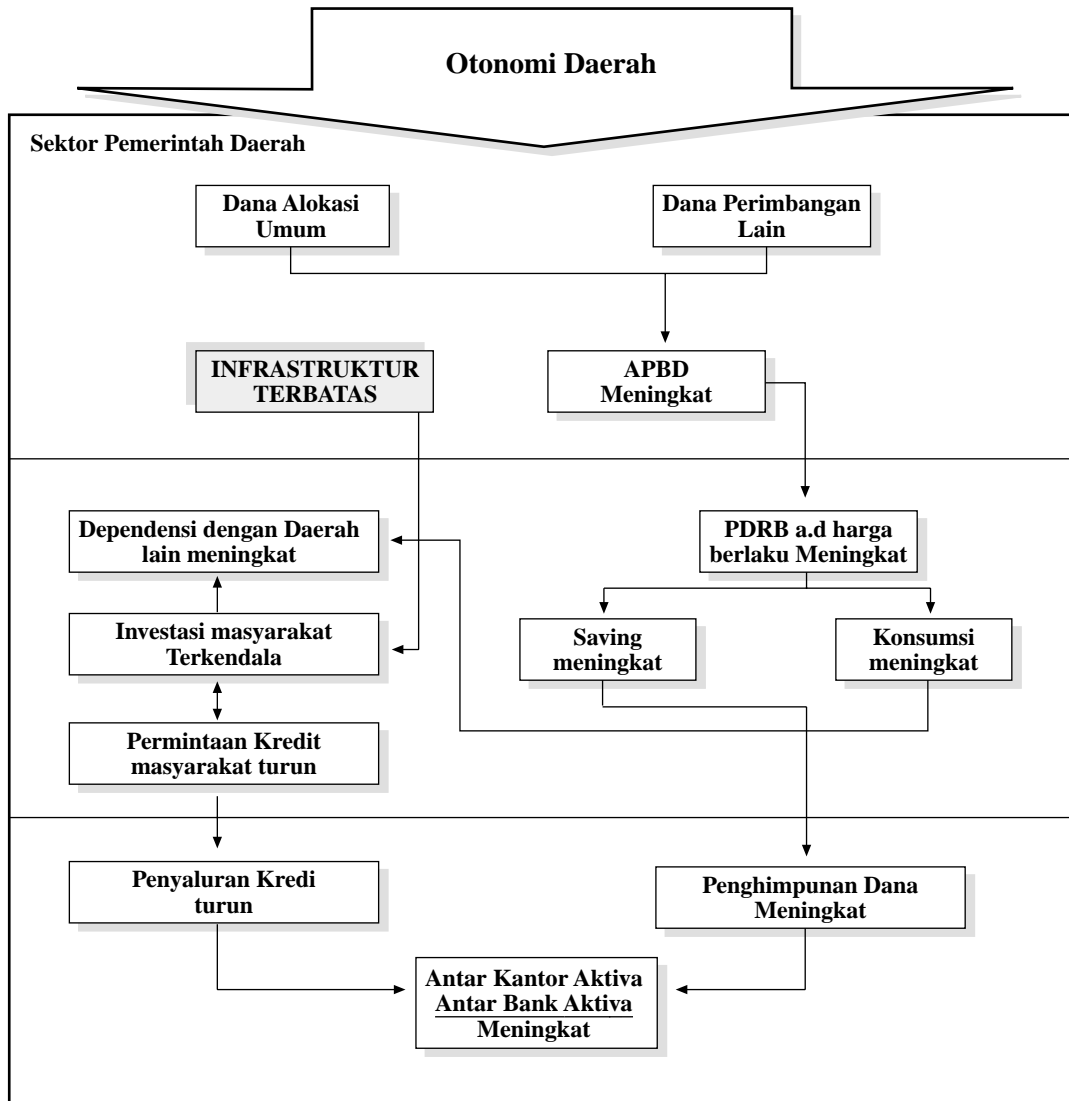 Otonomi Daerah
Sektor Pemerintah Daerah
Dana Alokasi
Umum
Dana Perimbangan
Lain
INFRASTRUKTUR
TERBATAS
APBD
Meningkat
Dependensi dengan Daerah
lain meningkat
PDRB a.d harga
berlaku Meningkat
Investasi masyarakat
Terkendala
Saving
meningkat
Konsumsi
meningkat
Permintaan Kredit
masyarakat turun
Penyaluran Kredi
turun
Penghimpunan Dana
Meningkat
Antar Kantor Aktiva
Antar Bank Aktiva
Meningkat